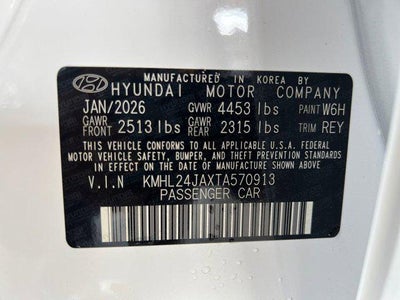 MANUFACTURED IN KOREA BY
HYUNDAI MOTOR COMPANY
JAN/2026 GVWR 4453 lbs PAINT W6H
GAWR FRONT 2513 lbs GAWR REAR 2315 lbs TRIM REY
THIS VEHICLE CONFORMS TO ALL APPLICABLE
FEDERAL MOTOR VEHICLE SAFETY, BUMPER, AND THEFT PREVENTION
STANDARDS IN EFFECT ON THE DATE OF MANUFACTURE SHOWN ABOVE.
V.I.N KMHL24JAXTA570913
PASSENGER CAR